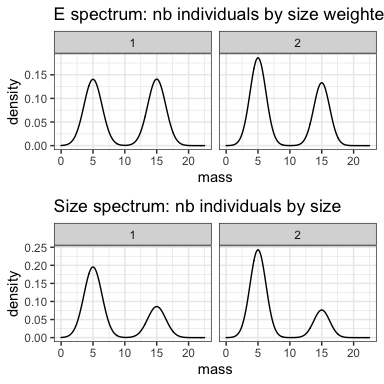 E spectrum: nb individuals by size weighte
1 2
density
0.15
0.10
0.05
0.00
0 5 10 15 20 0 5 10 15 20
mass
Size spectrum: nb individuals by size
1 2
density
0.25
0.20
0.15
0.10
0.05
0.00
0 5 10 15 20 0 5 10 15 20
mass